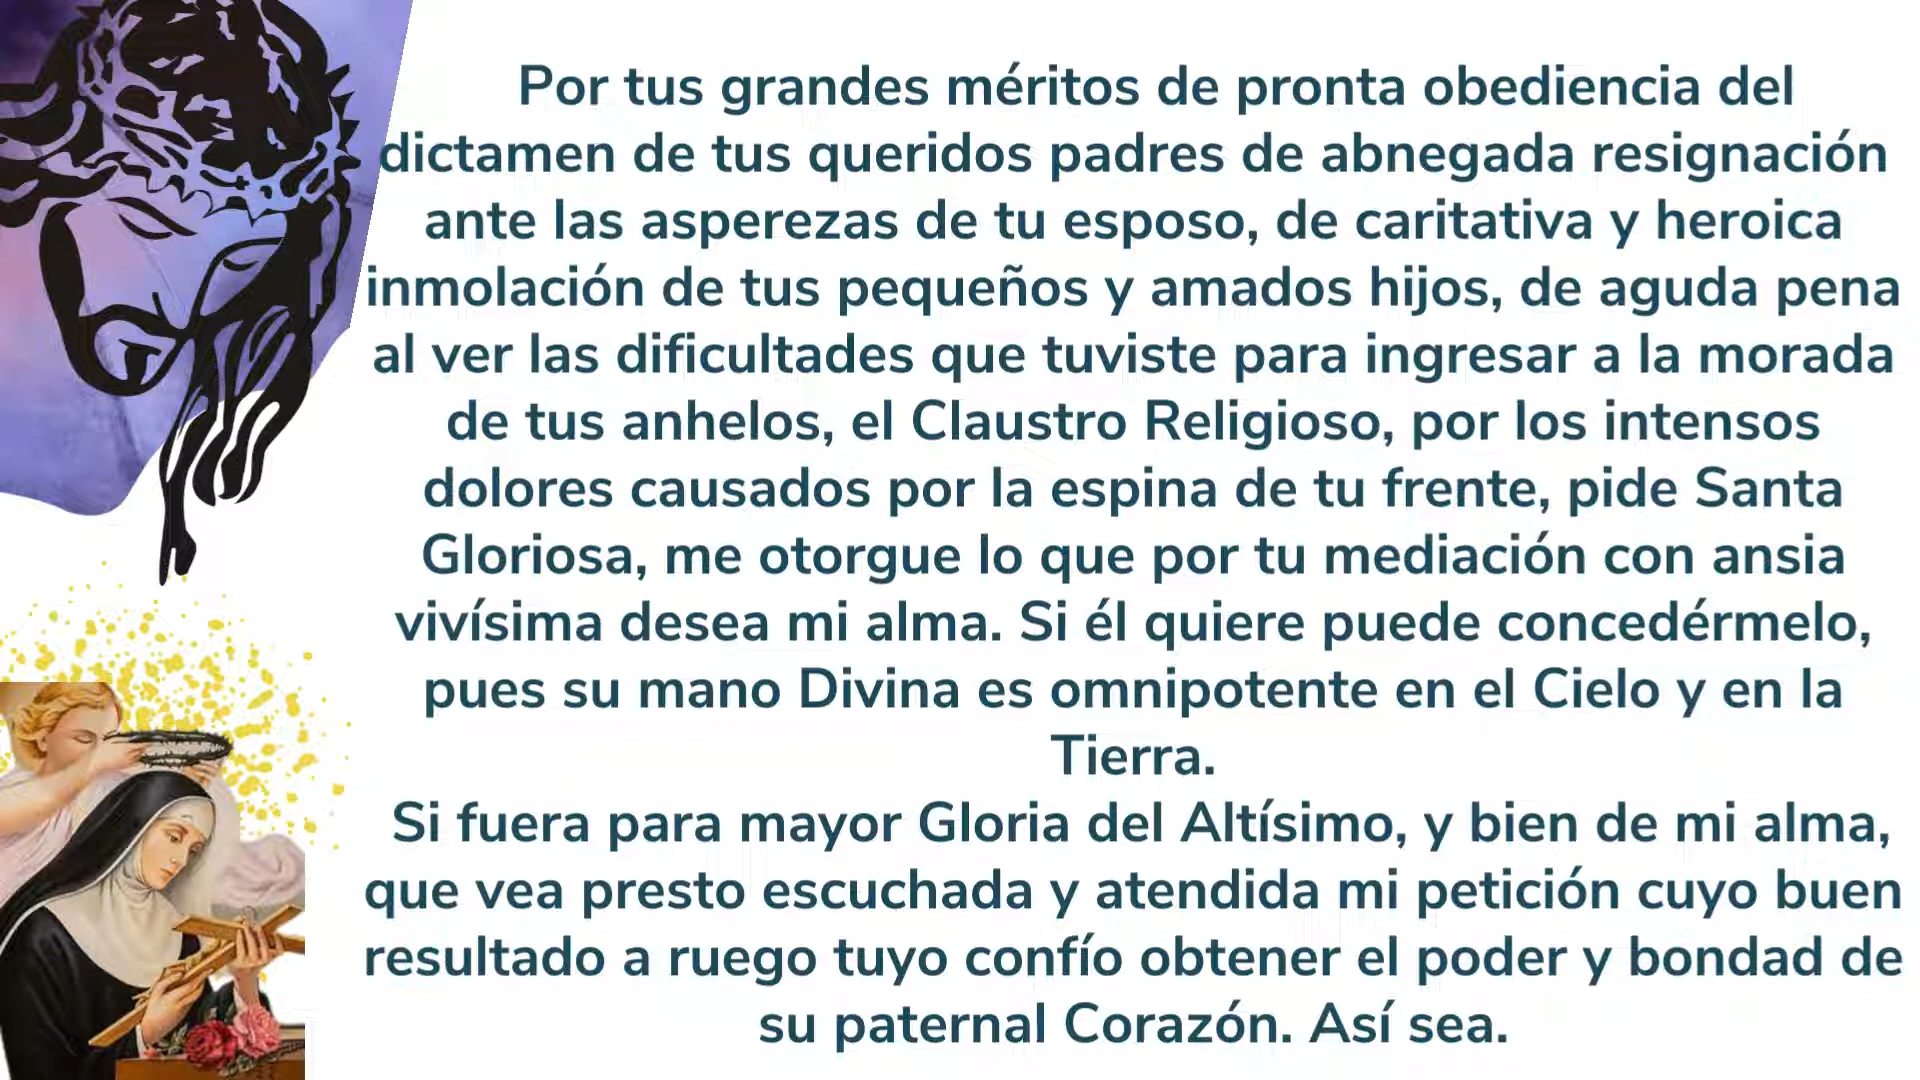 Por tus grandes méritos de pronta obediencia del
dictamen de tus queridos padres de abnegada resignación
ante las asperezas de tu esposo, de caritativa y heroica
inmolación de tus pequeños y amados hijos, de aguda pena
al ver las dificultades que tuviste para ingresar a la morada
de tus anhelos, el Claustro Religioso, por los intensos
dolores causados por la espina de tu frente, pide Santa
Gloriosa, me otorgue lo que por tu mediación con ansia
vivísima desea mi alma. Si él quiere puede concedérmelo,
pues su mano Divina es omnipotente en el Cielo y en la
Tierra.
Si fuera para mayor Gloria del Altísimo, y bien de mi alma,
que vea presto escuchada y atendida mi petición cuyo buen
resultado a ruego tuyo confío obtener el poder y bondad de
su paternal Corazón. Así sea.